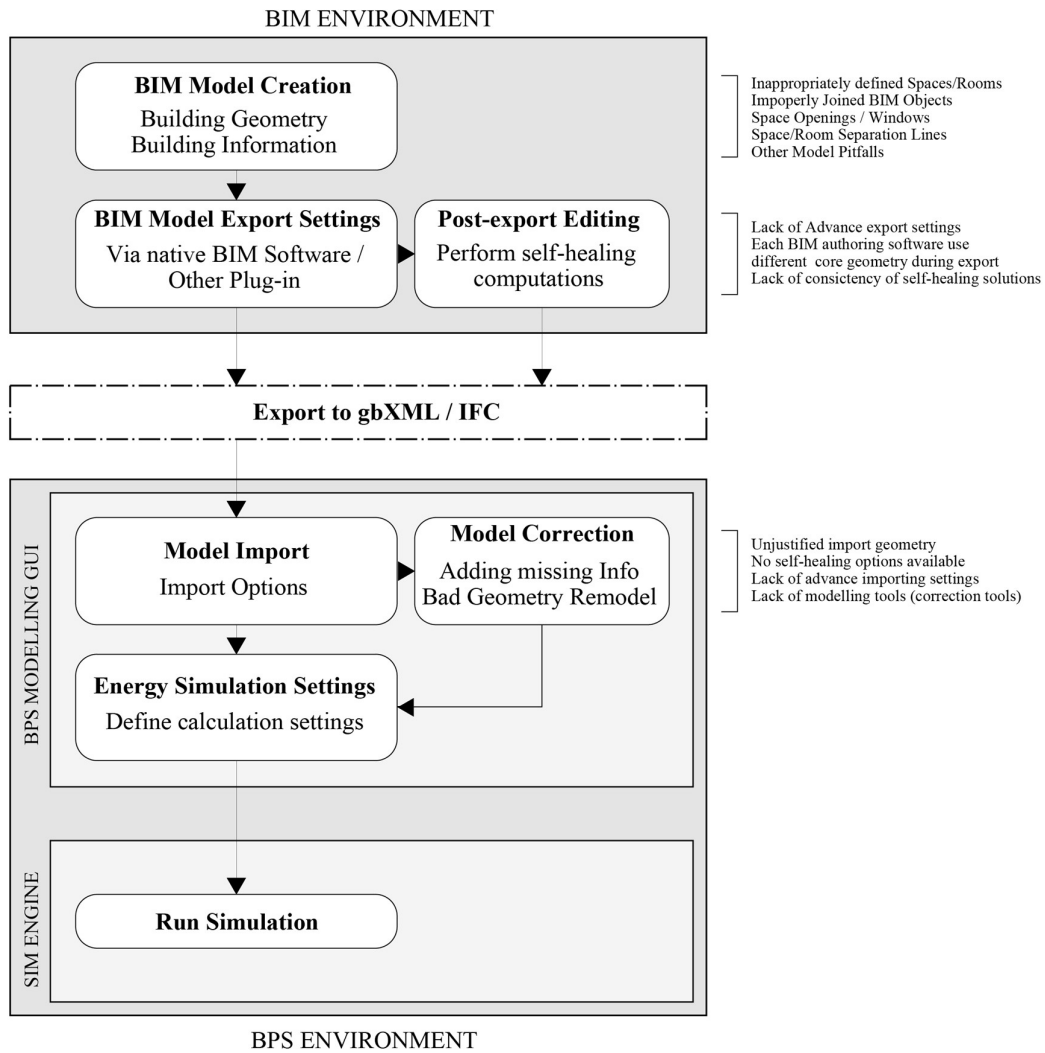 BIM ENVIRONMENT
BIM Model Creation
Building Geometry
Building Information
Inappropriately defined Spaces/Rooms
Impoperly Joined BIM Objects
Space Openings / Windows
Space/Room Separation Lines
Other Model Pitfalls
BIM Model Export Settings
Via native BIM Software /
Other Plug-in
Post-export Editing
Perform self-healing
computations
Lack of Advance export settings
Each BIM authoring software use
different core geometry during export
Lack of consictency of self-healing solutions
Export to gbXML / IFC
BPS MODELLING GUI
Model Import
Import Options
Model Correction
Adding missing Info
Bad Geometry Remodel
Unjustified import geometry
No self-healing options available
Lack of advance importing settings
Lack of modelling tools (correction tools)
Energy Simulation Settings
Define calculation settings
SIM ENGINE
Run Simulation
BPS ENVIRONMENT